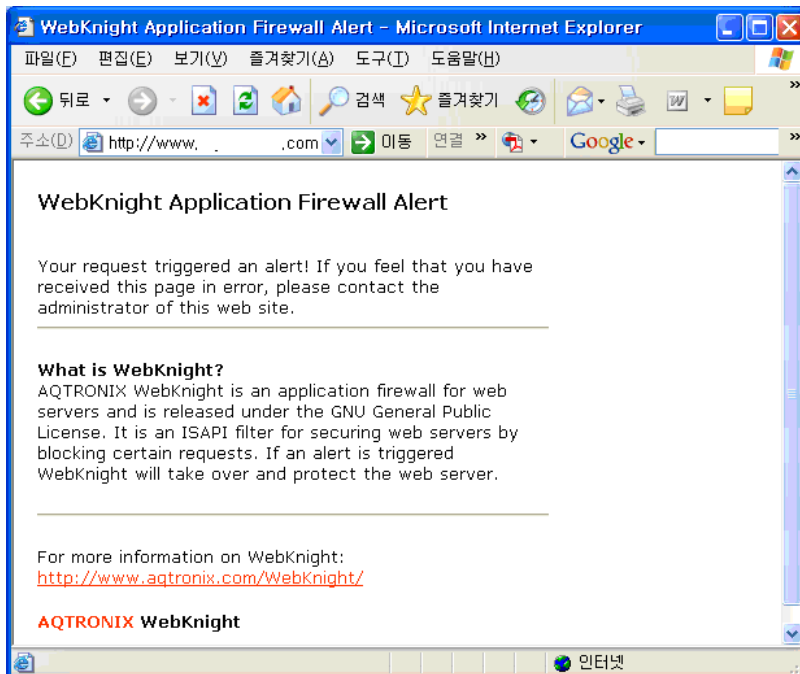 WebKnight Application Firewall Alert - Microsoft Internet Explorer
파일(F) 편집(E) 보기(V) 즐겨찾기(A) 도구(T) 도움말(H)
뒤로 검색 즐겨찾기
주소(D) http://www. .com 이동 연결 Google
WebKnight Application Firewall Alert
Your request triggered an alert! If you feel that you have
received this page in error, please contact the
administrator of this web site.
What is WebKnight?
AQTRONIX WebKnight is an application firewall for web
servers and is released under the GNU General Public
License. It is an ISAPI filter for securing web servers by
blocking certain requests. If an alert is triggered
WebKnight will take over and protect the web server.
For more information on WebKnight:
http://www.aqtronix.com/WebKnight/
AQTRONIX WebKnight
인터넷